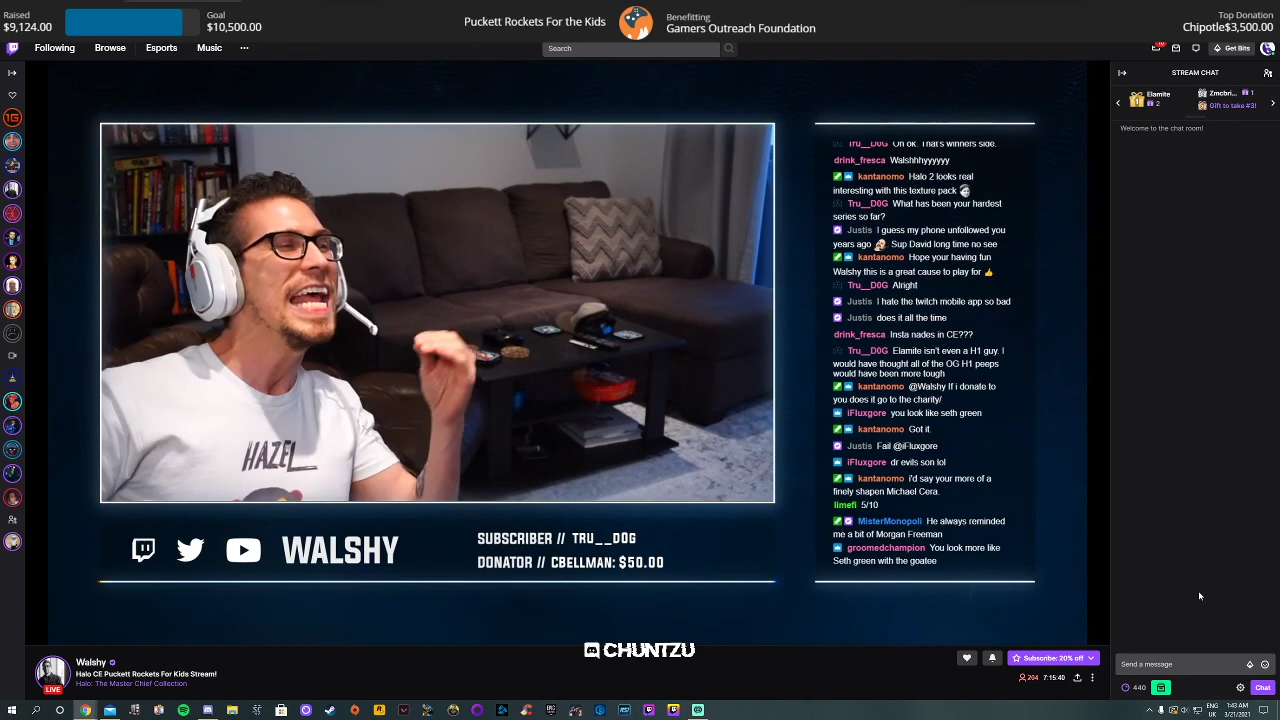 Raised
$9,124.00
Goal
$10,500.00
Puckett Rockets For the Kids
Benefitting
Gamers Outreach Foundation
Top Donation
Chipotle$3,500.00
Following
Browse
Esports
Music
Search
Get Bits
STREAM CHAT
Elamite
2
Zmcbri...
1
Gift to take #3!
Welcome to the chat room!
Tru__D0G Oh ok. That's winners side.
drink_fresca Walshhhyyyyyy
kantanomo Halo 2 looks real
interesting with this texture pack
Tru__D0G What has been your hardest
series so far?
Justis I guess my phone unfollowed you
years ago Sup David long time no see
kantanomo Hope your having fun
Walshy this is a great cause to play for
Tru__D0G Alright
Justis I hate the twitch mobile app so bad
Justis does it all the time
drink_fresca Insta nades in CE???
Tru__D0G Elamite isn't even a H1 guy. I
would have thought all of the OG H1 peeps
would have been more tough
kantanomo @Walshy If i donate to
you does it go to the charity/
iFluxgore you look like seth green
kantanomo Got it.
Justis Fail @iFluxgore
iFluxgore dr evils son lol
kantanomo i'd say your more of a
finely shapen Michael Cera.
limefi 5/10
MisterMonopoli He always reminded
me a bit of Morgan Freeman
groomedchampion You look more like
Seth green with the goatee
HAZEL
WALSHY
SUBSCRIBER // TRU__D0G
DONATOR // CBELLMAN: $50.00
CHUNTZU
Walshy
Halo CE Puckett Rockets For Kids Stream!
Halo: The Master Chief Collection
LIVE
Subscribe: 20% off
204
7:15:40
Send a message
440
Chat
ENG
US
1:43 AM
3/21/2021